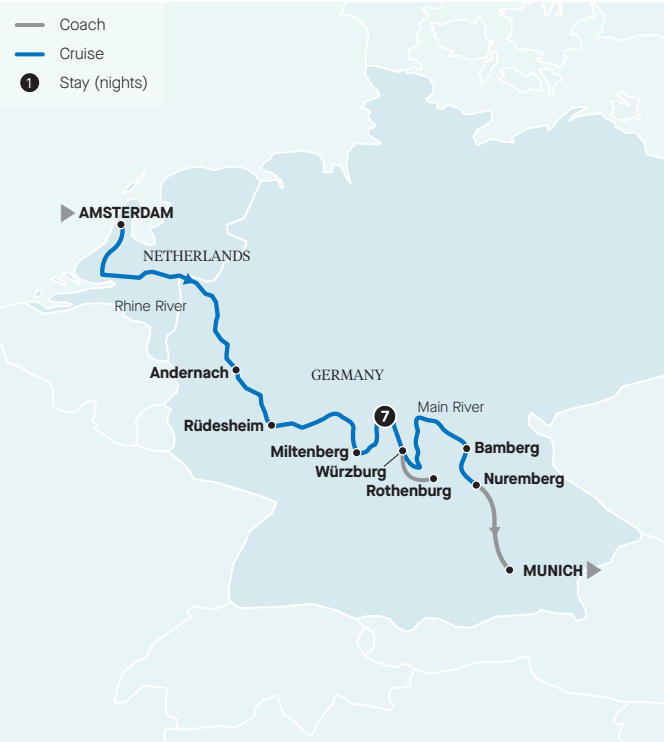 Coach
Cruise
1 Stay (nights)
AMSTERDAM
NETHERLANDS
Rhine River
Andernach
GERMANY
Rüdesheim
7
Main River
Miltenberg
Würzburg
Rothenburg
Bamberg
Nuremberg
MUNICH